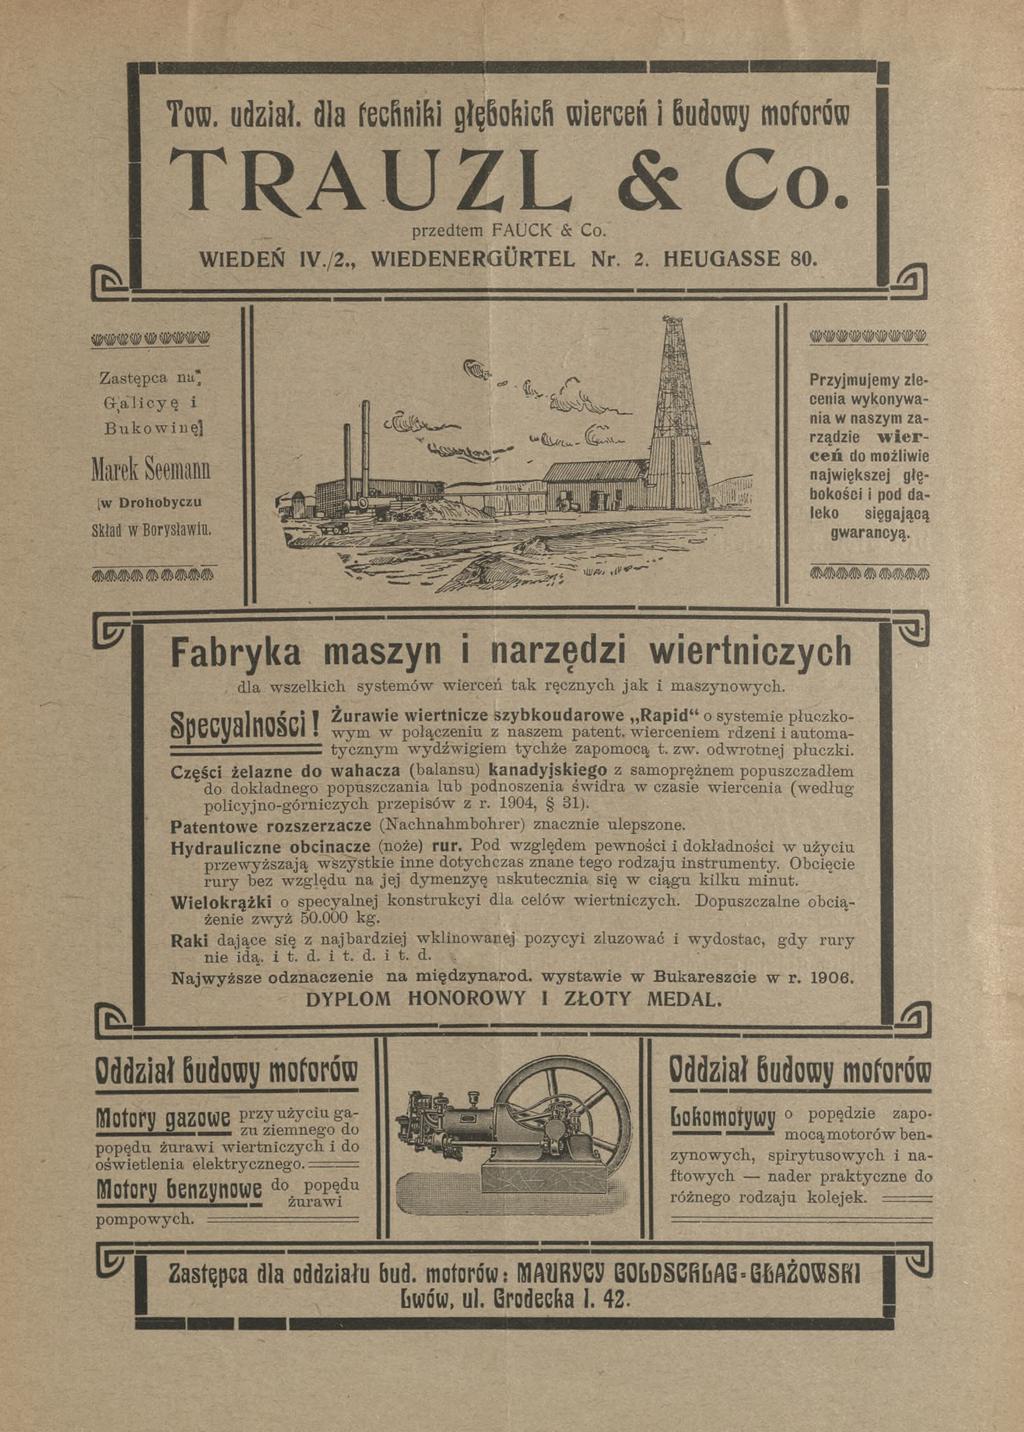 Tow. udział. dla techniki głębokich wierceń i budowy motorów
TRAUZL & Co.
przedtem FAUCK & Co.
WIEDEŃ IV./2., WIEDENERGÜRTEL Nr. 2. HEUGASSE 80.
Zastępca na
Galicyę i
Bukowinę
Marek Seemann
w Drohobyczu
Skład w Borysławiu.
Przyjmujemy zle-
cenia wykonywa-
nia w naszym za-
rządzie wier-
ceń do możliwie
największej głę-
bokości i pod da-
leko sięgającą
gwarancyą.
Fabryka maszyn i narzędzi wiertniczych
dla wszelkich systemów wierceń tak ręcznych jak i maszynowych.
Specyalności! Żurawie wiertnicze szybkoudarowe „Rapid“ o systemie płuczko-
wym w połączeniu z naszem patent. wierceniem rdzeni i automa-
tycznym wydźwigiem tychże zapomocą t. zw. odwrotnej płuczki.
Części żelazne do wahacza (balansu) kanadyjskiego z samoprężnem popuszczadłem
do dokładnego popuszczania lub podnoszenia świdra w czasie wiercenia (według
policyjno-górniczych przepisów z r. 1904, § 31).
Patentowe rozszerzacze (Nachnahmbohrer) znacznie ulepszone.
Hydrauliczne obcinacze (noże) rur. Pod względem pewności i dokładności w użyciu
przewyższają wszystkie inne dotychczas znane tego rodzaju instrumenty. Obcięcie
rury bez względu na jej dymenzyę uskutecznia się w ciągu kilku minut.
Wielokrążki o specyalnej konstrukcyi dla celów wiertniczych. Dopuszczalne obcią-
żenie zwyż 50.000 kg.
Raki dające się z najbardziej wklinowanej pozycyi zluzować i wydostac, gdy rury
nie idą. i t. d. i t. d. i t. d.
Najwyższe odznaczenie na międzynarod. wystawie w Bukareszcie w r. 1906.
DYPLOM HONOROWY I ZŁOTY MEDAL.
Oddział budowy motorów
Motory gazowe przy użyciu ga-
zu ziemnego do
popędu żurawi wiertniczych i do
oświetlenia elektrycznego.
Motory benzynowe do popędu
żurawi
pompowych.
Oddział budowy motorów
Lokomotywy o popędzie zapo-
mocą motorów ben-
zynowych, spirytusowych i na-
ftowych — nader praktyczne do
różnego rodzaju kolejek.
Zastępca dla oddziału bud. motorów: MAURYCY GOLDSCHLAG-GŁAŻOWSKI
Lwów, ul. Grodecka l. 42.